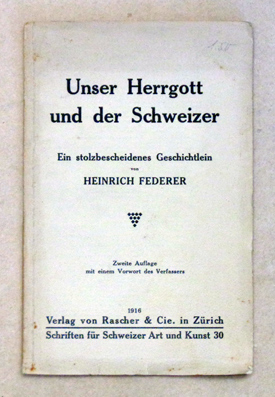 Unser Herrgott
und der Schweizer
Ein stolzbescheidenes Geschichtlein
von
HEINRICH FEDERER
Zweite Auflage
mit einem Vorwort des Verfassers
1916
Verlag von Rascher & Cie. in Zürich
Schriften für Schweizer Art und Kunst 30